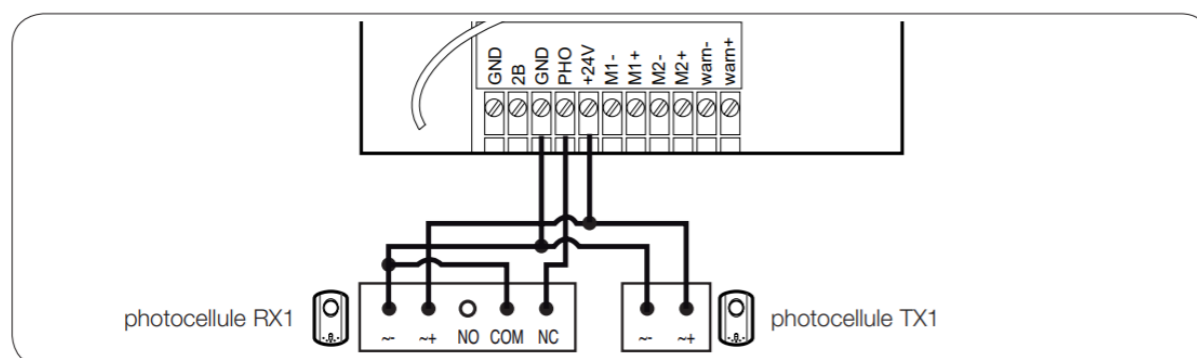 GND 2B GND PHO +24V M1- M1+ M2- M2+ warn- warn+
photocellule RX1
~- ~+ NO COM NC
~- ~+
photocellule TX1